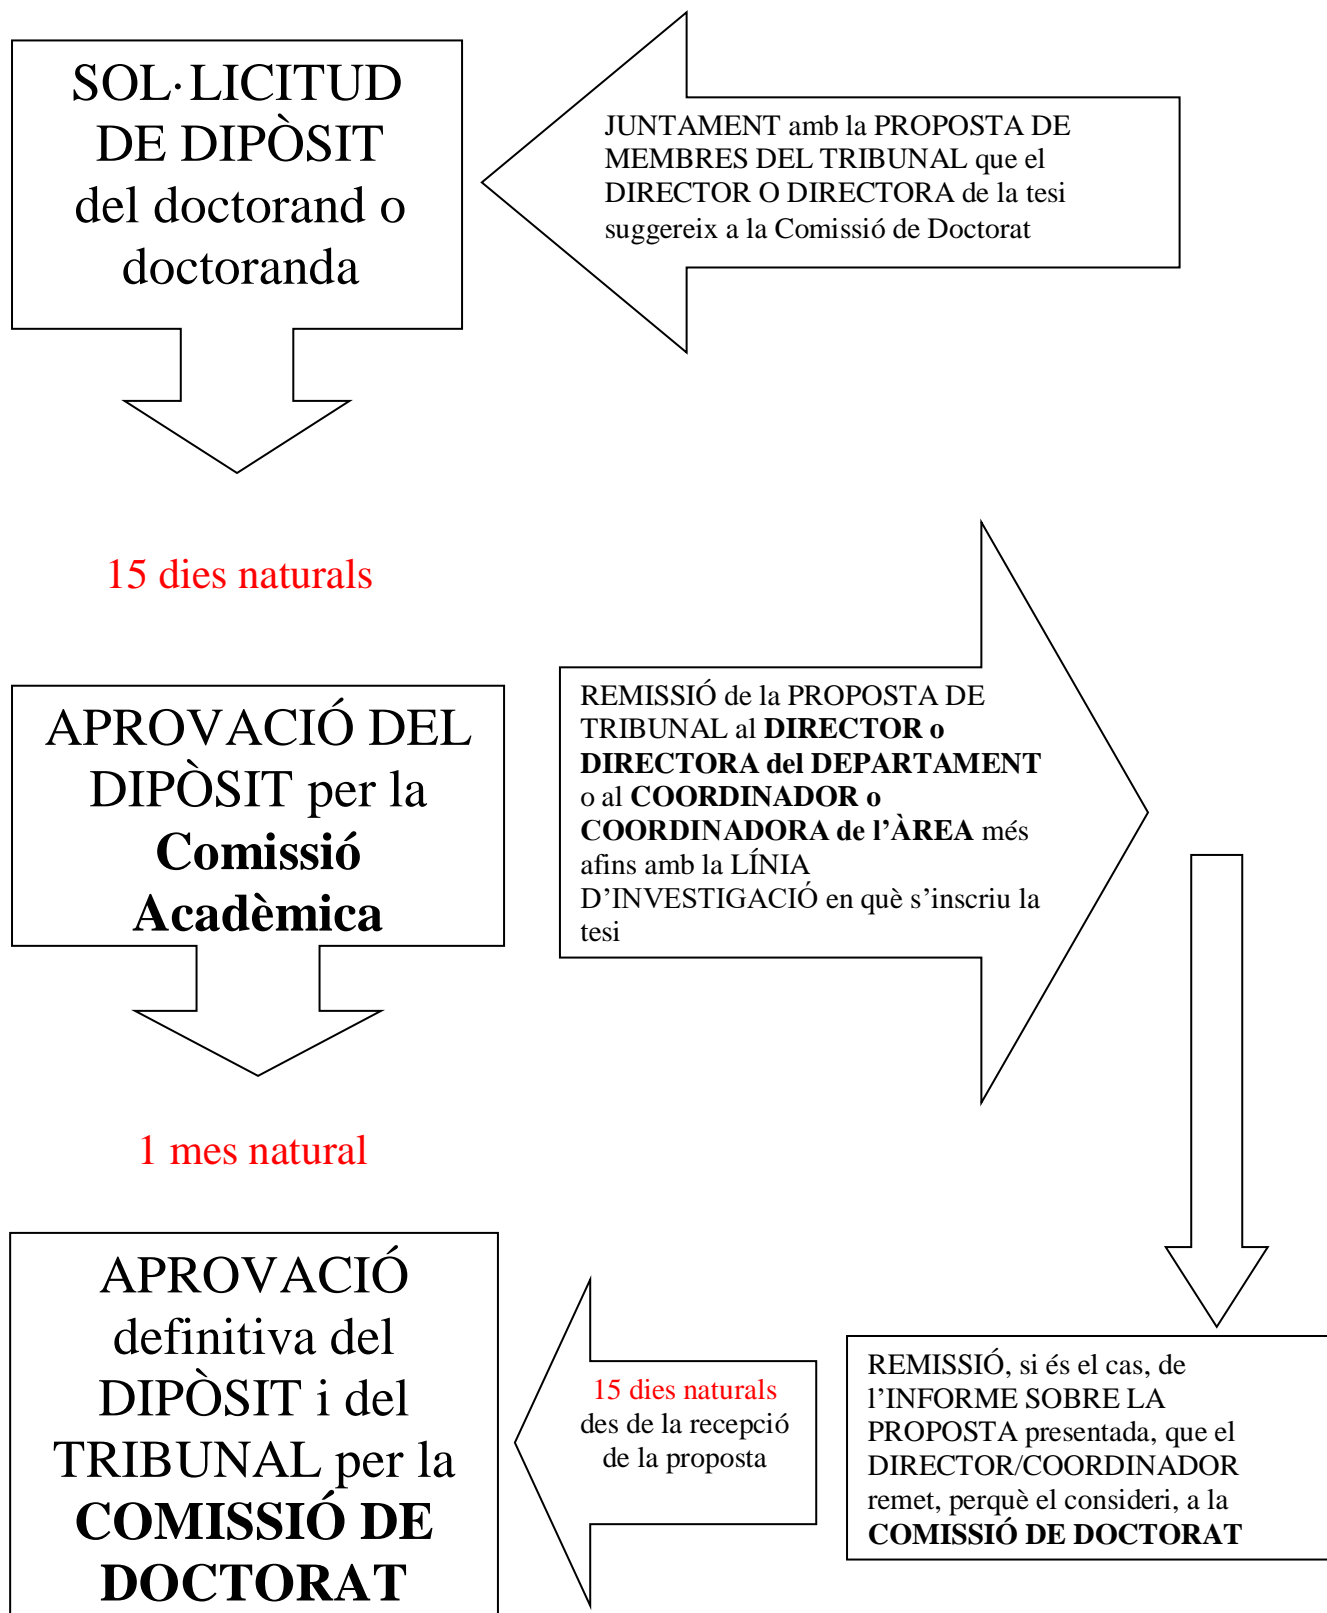 SOL·LICITUD
DE DIPÒSIT
del doctorand o
doctoranda
JUNTAMENT amb la PROPOSTA DE
MEMBRES DEL TRIBUNAL que el
DIRECTOR O DIRECTORA de la tesi
suggereix a la Comissió de Doctorat
15 dies naturals
APROVACIÓ DEL
DIPÒSIT per la
Comissió
Acadèmica
REMISSIÓ de la PROPOSTA DE
TRIBUNAL al DIRECTOR o
DIRECTORA del DEPARTAMENT
o al COORDINADOR o
COORDINADORA de l’ÀREA més
afins amb la LÍNIA
D’INVESTIGACIÓ en què s’inscriu la
tesi
1 mes natural
APROVACIÓ
definitiva del
DIPÒSIT i del
TRIBUNAL per la
COMISSIÓ DE
DOCTORAT
15 dies naturals
des de la recepció
de la proposta
REMISSIÓ, si és el cas, de
l’INFORME SOBRE LA
PROPOSTA presentada, que el
DIRECTOR/COORDINADOR
remet, perquè el consideri, a la
COMISSIÓ DE DOCTORAT